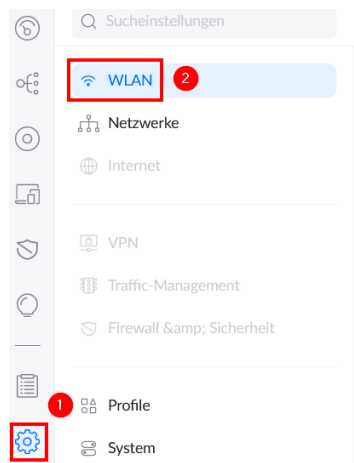 Sucheinstellungen
WLAN 2
Netzwerke
Internet
VPN
Traffic-Management
Firewall &amp; Sicherheit
1 Profile
System